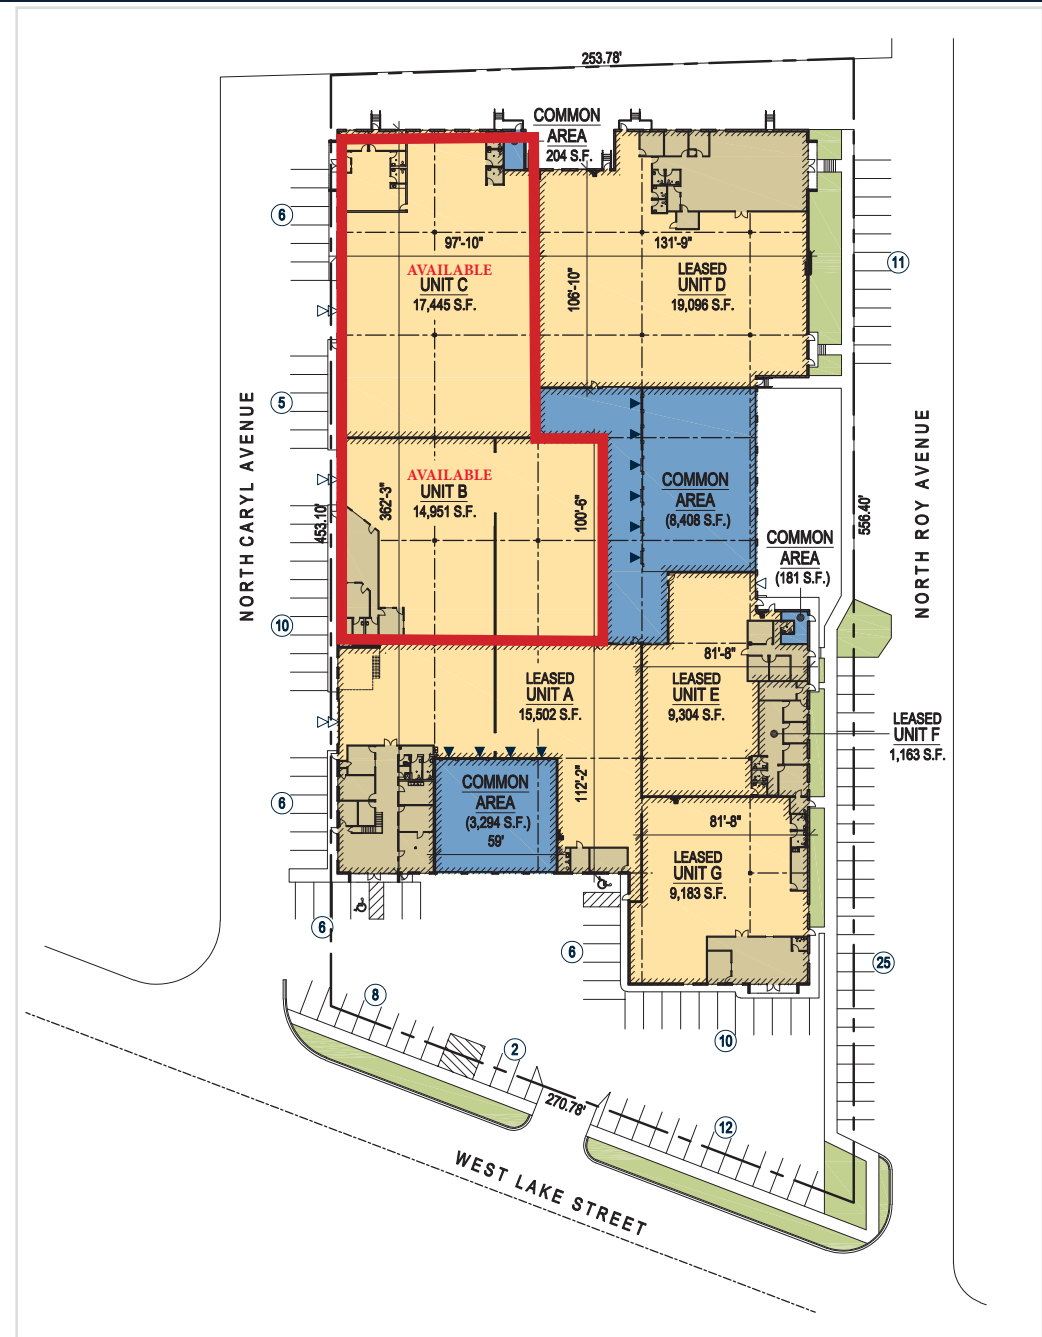 253.78'
COMMON
AREA
204 S.F.
6
97'-10"
131'-9"
11
AVAILABLE
UNIT C
17,445 S.F.
106'-10"
LEASED
UNIT D
19,096 S.F.
5
NORTH CARYL AVENUE
NORTH ROY AVENUE
AVAILABLE
UNIT B
14,951 S.F.
362'-3"
453.10'
100'-6"
COMMON
AREA
(8,408 S.F.)
556.40'
COMMON
AREA
(181 S.F.)
10
81'-8"
LEASED
UNIT A
15,502 S.F.
LEASED
UNIT E
9,304 S.F.
LEASED
UNIT F
1,163 S.F.
6
COMMON
AREA
(3,294 S.F.)
59'
112'-2"
81'-8"
LEASED
UNIT G
9,183 S.F.
6
6
25
8
10
2
270.78'
12
WEST LAKE STREET